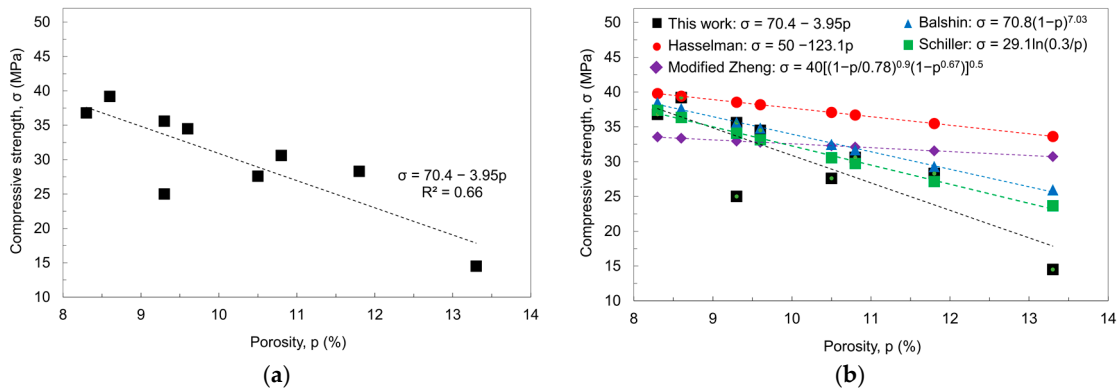 50
45
40
35
30
25
20
15
10
Compressive strength, σ (MPa)
σ = 70.4 − 3.95p
R² = 0.66
8 9 10 11 12 13 14
Porosity, p (%)
(a)
This work: σ = 70.4 − 3.95p
Balshin: σ = 70.8(1−p)⁷·⁰³
Hasselman: σ = 50 −123.1p
Schiller: σ = 29.1ln(0.3/p)
Modified Zheng: σ = 40[(1−p/0.78)⁰·⁹(1−p⁰·⁶⁷)]⁰·⁵
50
45
40
35
30
25
20
15
10
Compressive strength, σ (MPa)
8 9 10 11 12 13 14
Porosity, p (%)
(b)